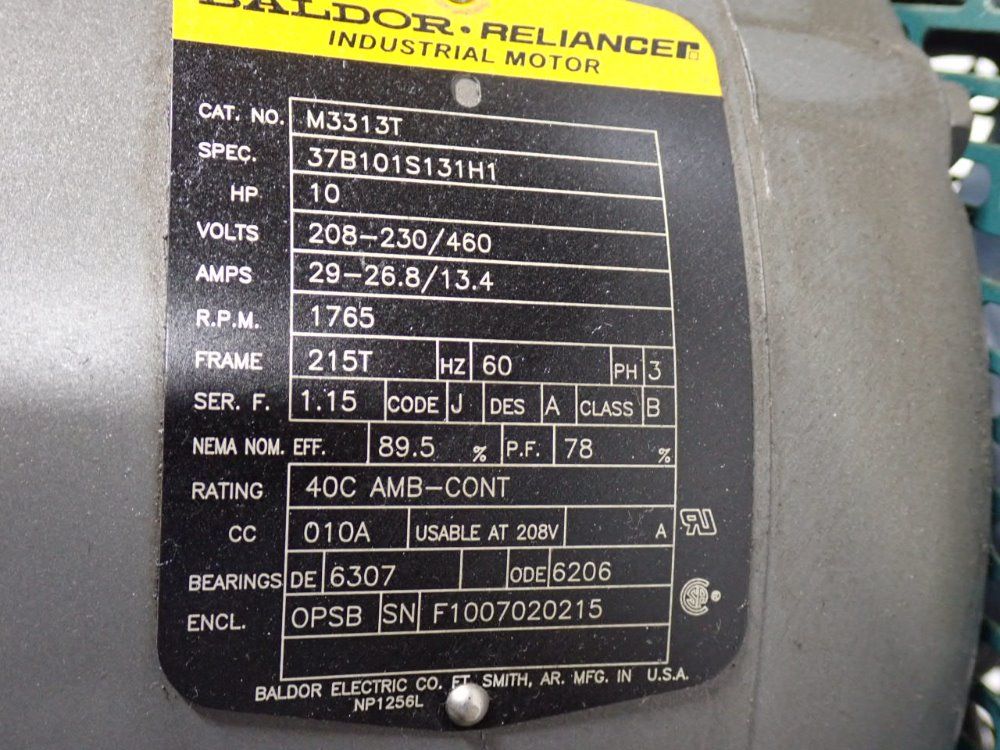 BALDOR • RELIANCER
INDUSTRIAL MOTOR
CAT. NO. M3313T
SPEC. 37B101S131H1
HP 10
VOLTS 208-230/460
AMPS 29-26.8/13.4
R.P.M. 1765
FRAME 215T HZ 60 PH 3
SER. F. 1.15 CODE J DES A CLASS B
NEMA NOM. EFF. 89.5 % P.F. 78 %
RATING 40C AMB-CONT
CC 010A USABLE AT 208V A
BEARINGS DE 6307 ODE 6206
ENCL. OPSB SN F1007020215
BALDOR ELECTRIC CO. FT. SMITH, AR. MFG. IN U.S.A.
NP1256L